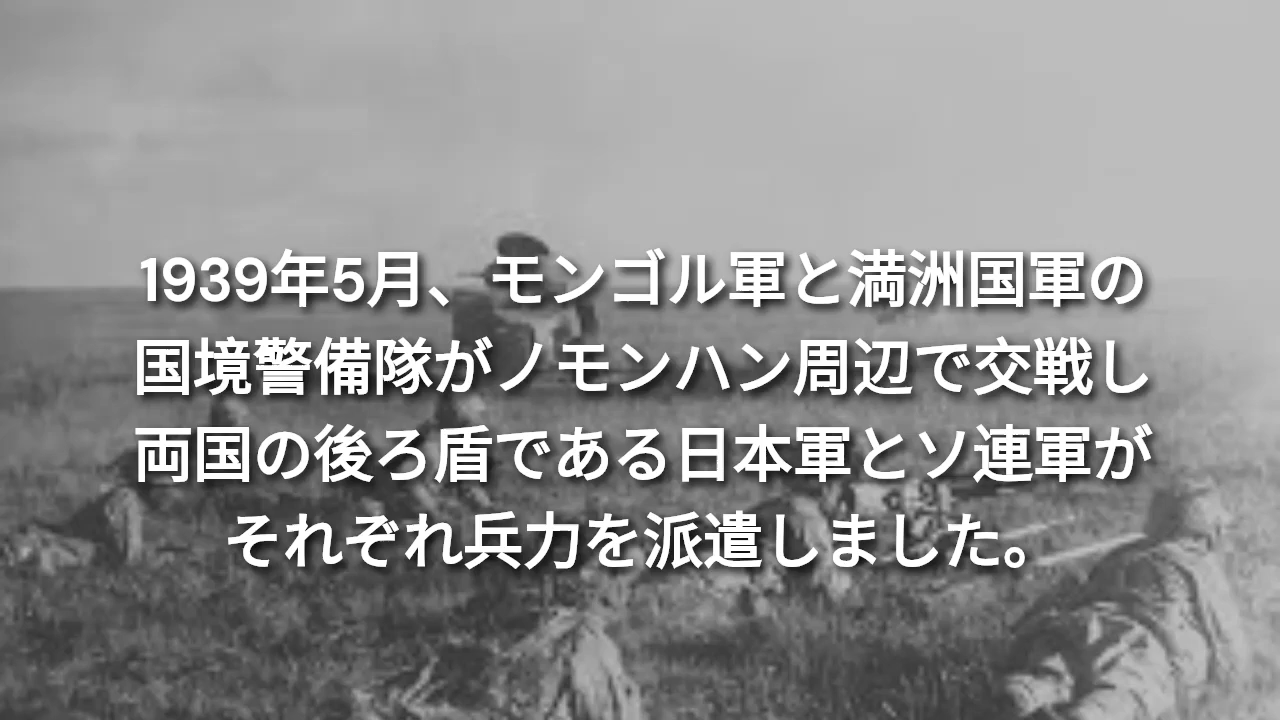 1939年5月、モンゴル軍と満洲国軍の
国境警備隊がノモンハン周辺で交戦し
両国の後ろ盾である日本軍とソ連軍が
それぞれ兵力を派遣しました。